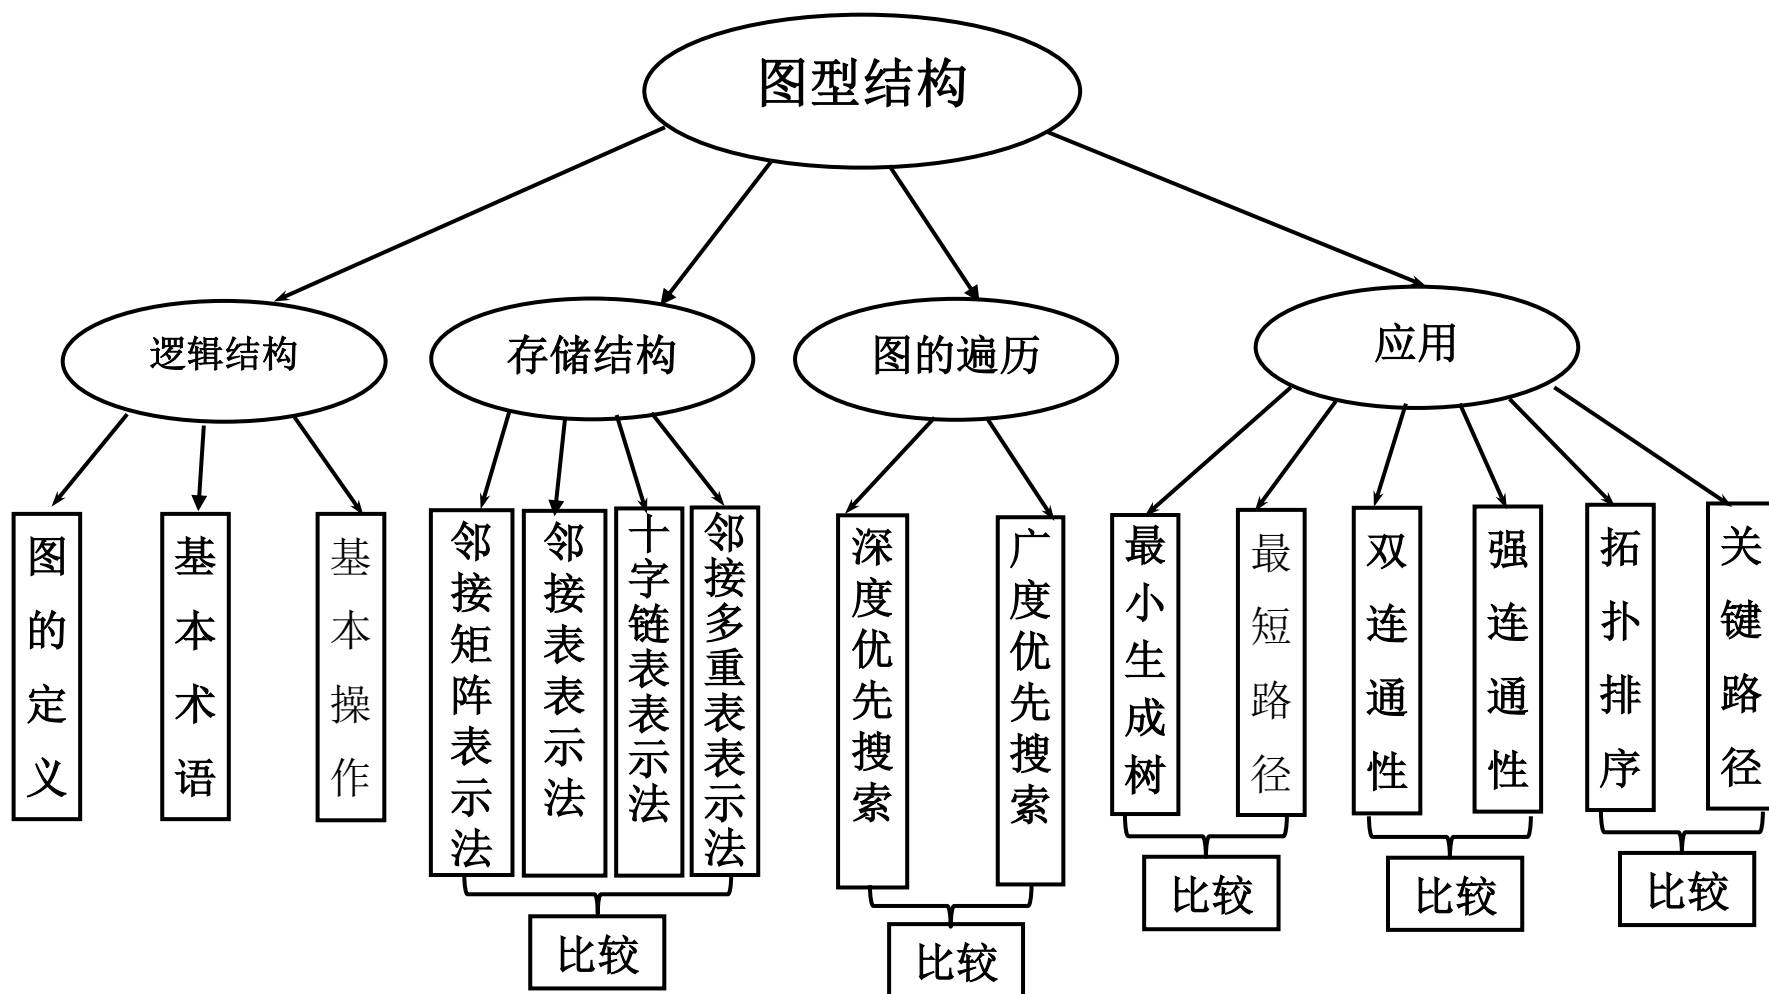 图型结构
逻辑结构
存储结构
图的遍历
应用
图的定义
基本术语
基本操作
邻接矩阵表示法
邻接表表示法
十字链表表示法
邻接多重表表示法
深度优先搜索
广度优先搜索
最小生成树
最短路径
双连通性
强连通性
拓扑排序
关键路径
比较
比较
比较
比较
比较